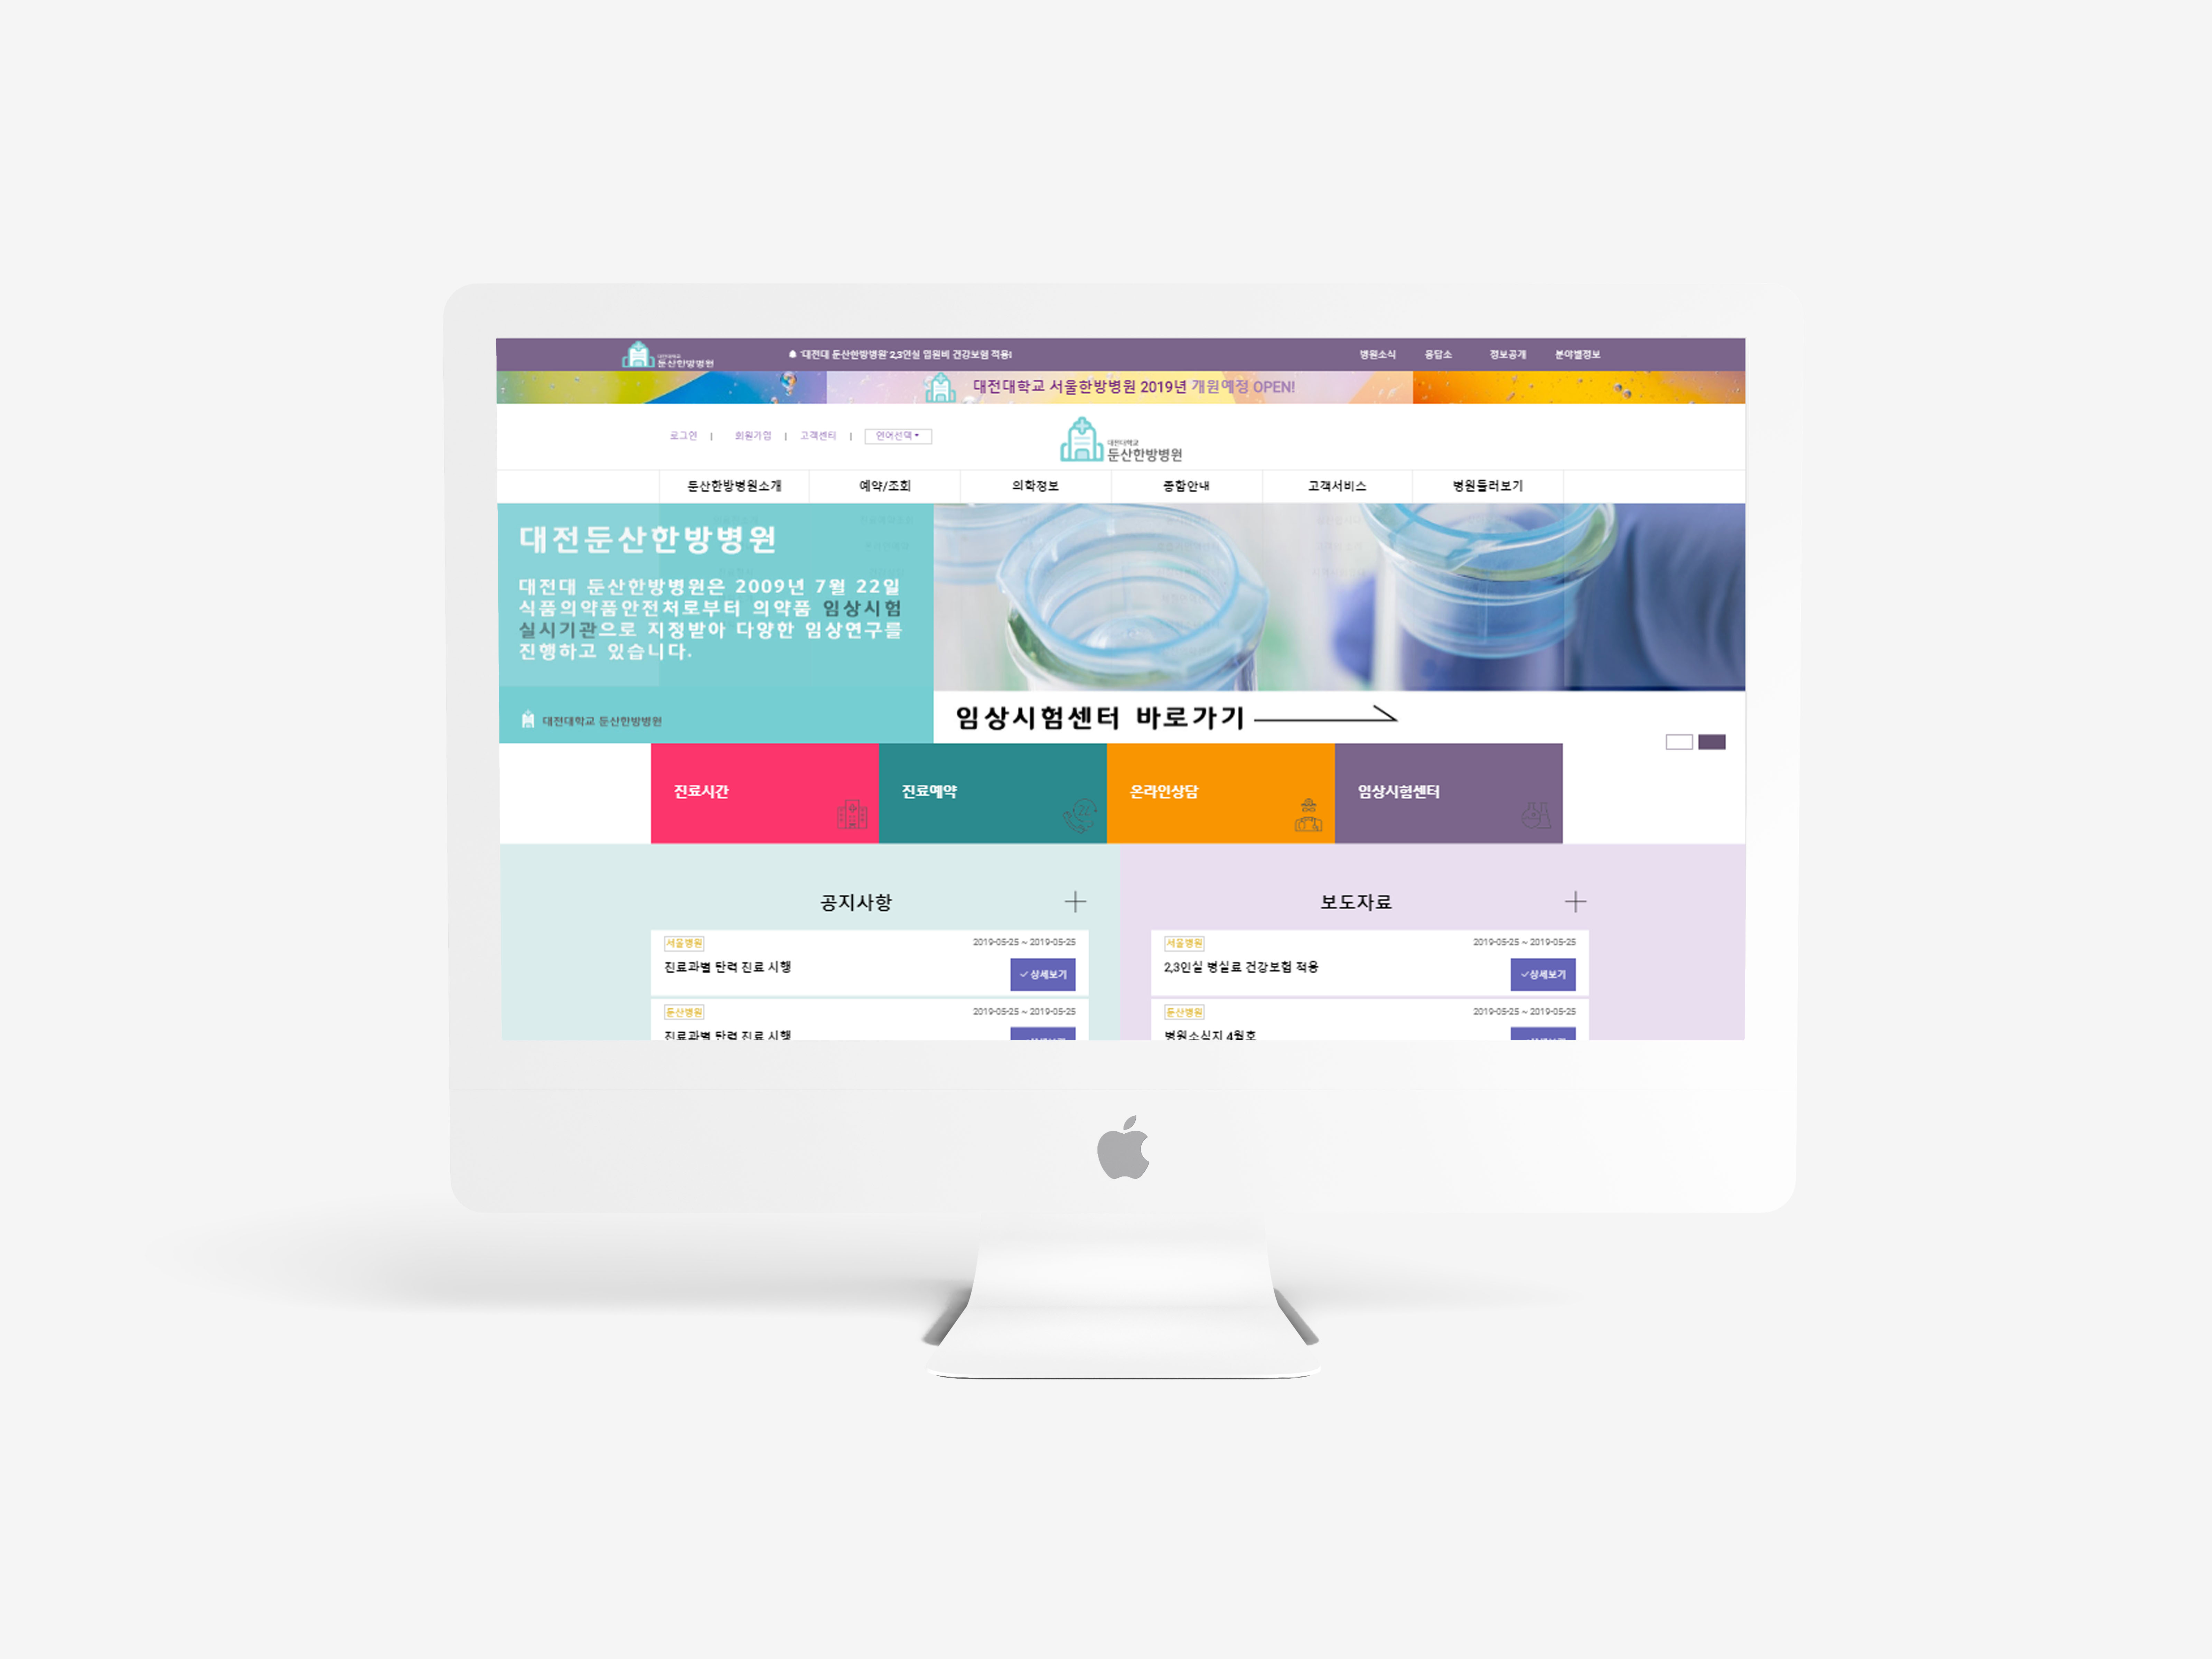 대전대학교
둔산한방병원
'대전대 둔산한방병원' 2,3인실 입원비 건강보험 적용!
병원소식 응답소 정보공개 분야별정보
대전대학교 서울한방병원 2019년 개원예정 OPEN!
로그인 | 회원가입 | 고객센터 | 언어선택
대전대학교
둔산한방병원
둔산한방병원소개 예약/조회 의학정보 종합안내 고객서비스 병원둘러보기
대전둔산한방병원
대전대 둔산한방병원은 2009년 7월 22일
식품의약품안전처로부터 의약품 임상시험
실시기관으로 지정받아 다양한 임상연구를
진행하고 있습니다.
대전대학교 둔산한방병원
임상시험센터 바로가기
진료시간 진료예약 온라인상담 임상시험센터
공지사항
서울병원 2019-05-25 ~ 2019-05-25
진료과별 탄력 진료 시행
상세보기
둔산병원 2019-05-25 ~ 2019-05-25
진료과별 탄력 진료 시행
보도자료
서울병원 2019-05-25 ~ 2019-05-25
2,3인실 병실료 건강보험 적용
상세보기
둔산병원 2019-05-25 ~ 2019-05-25
병원소식지 4월호